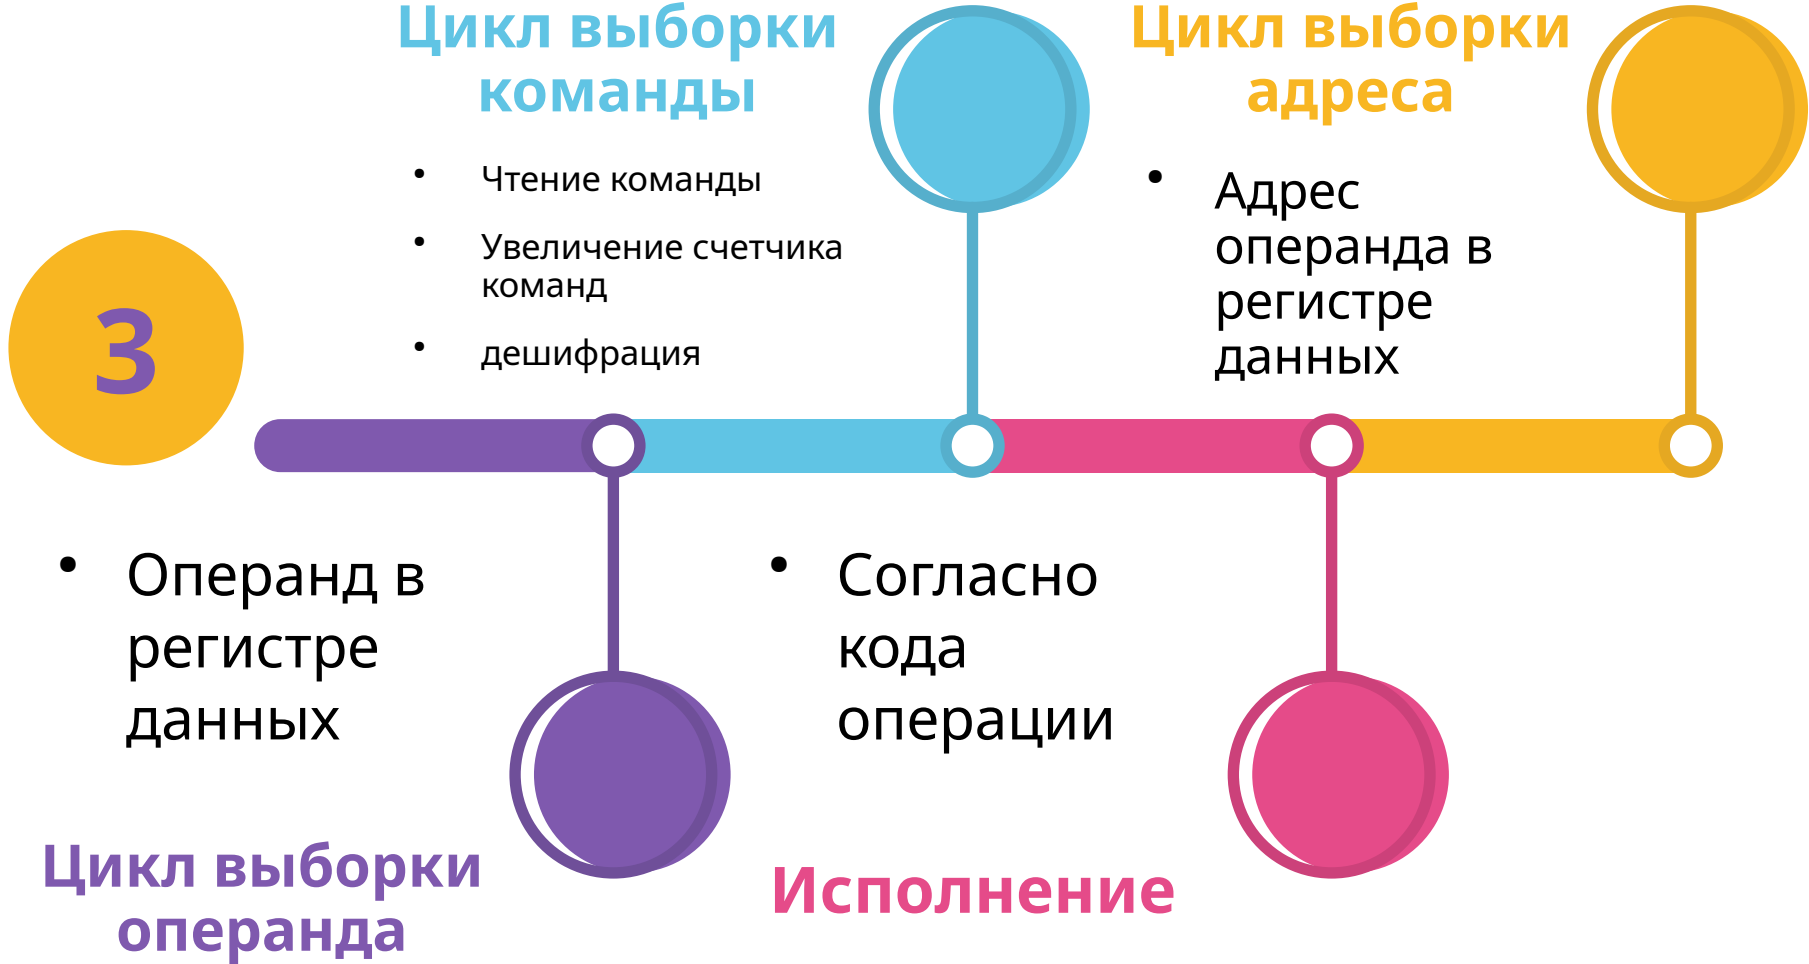 Цикл выборки
команды
Цикл выборки
адреса
• Чтение команды
• Увеличение счетчика
команд
• дешифрация
• Адрес
операнда в
регистре
данных
3
• Операнд в
регистре
данных
• Согласно
кода
операции
Цикл выборки
операнда
Исполнение